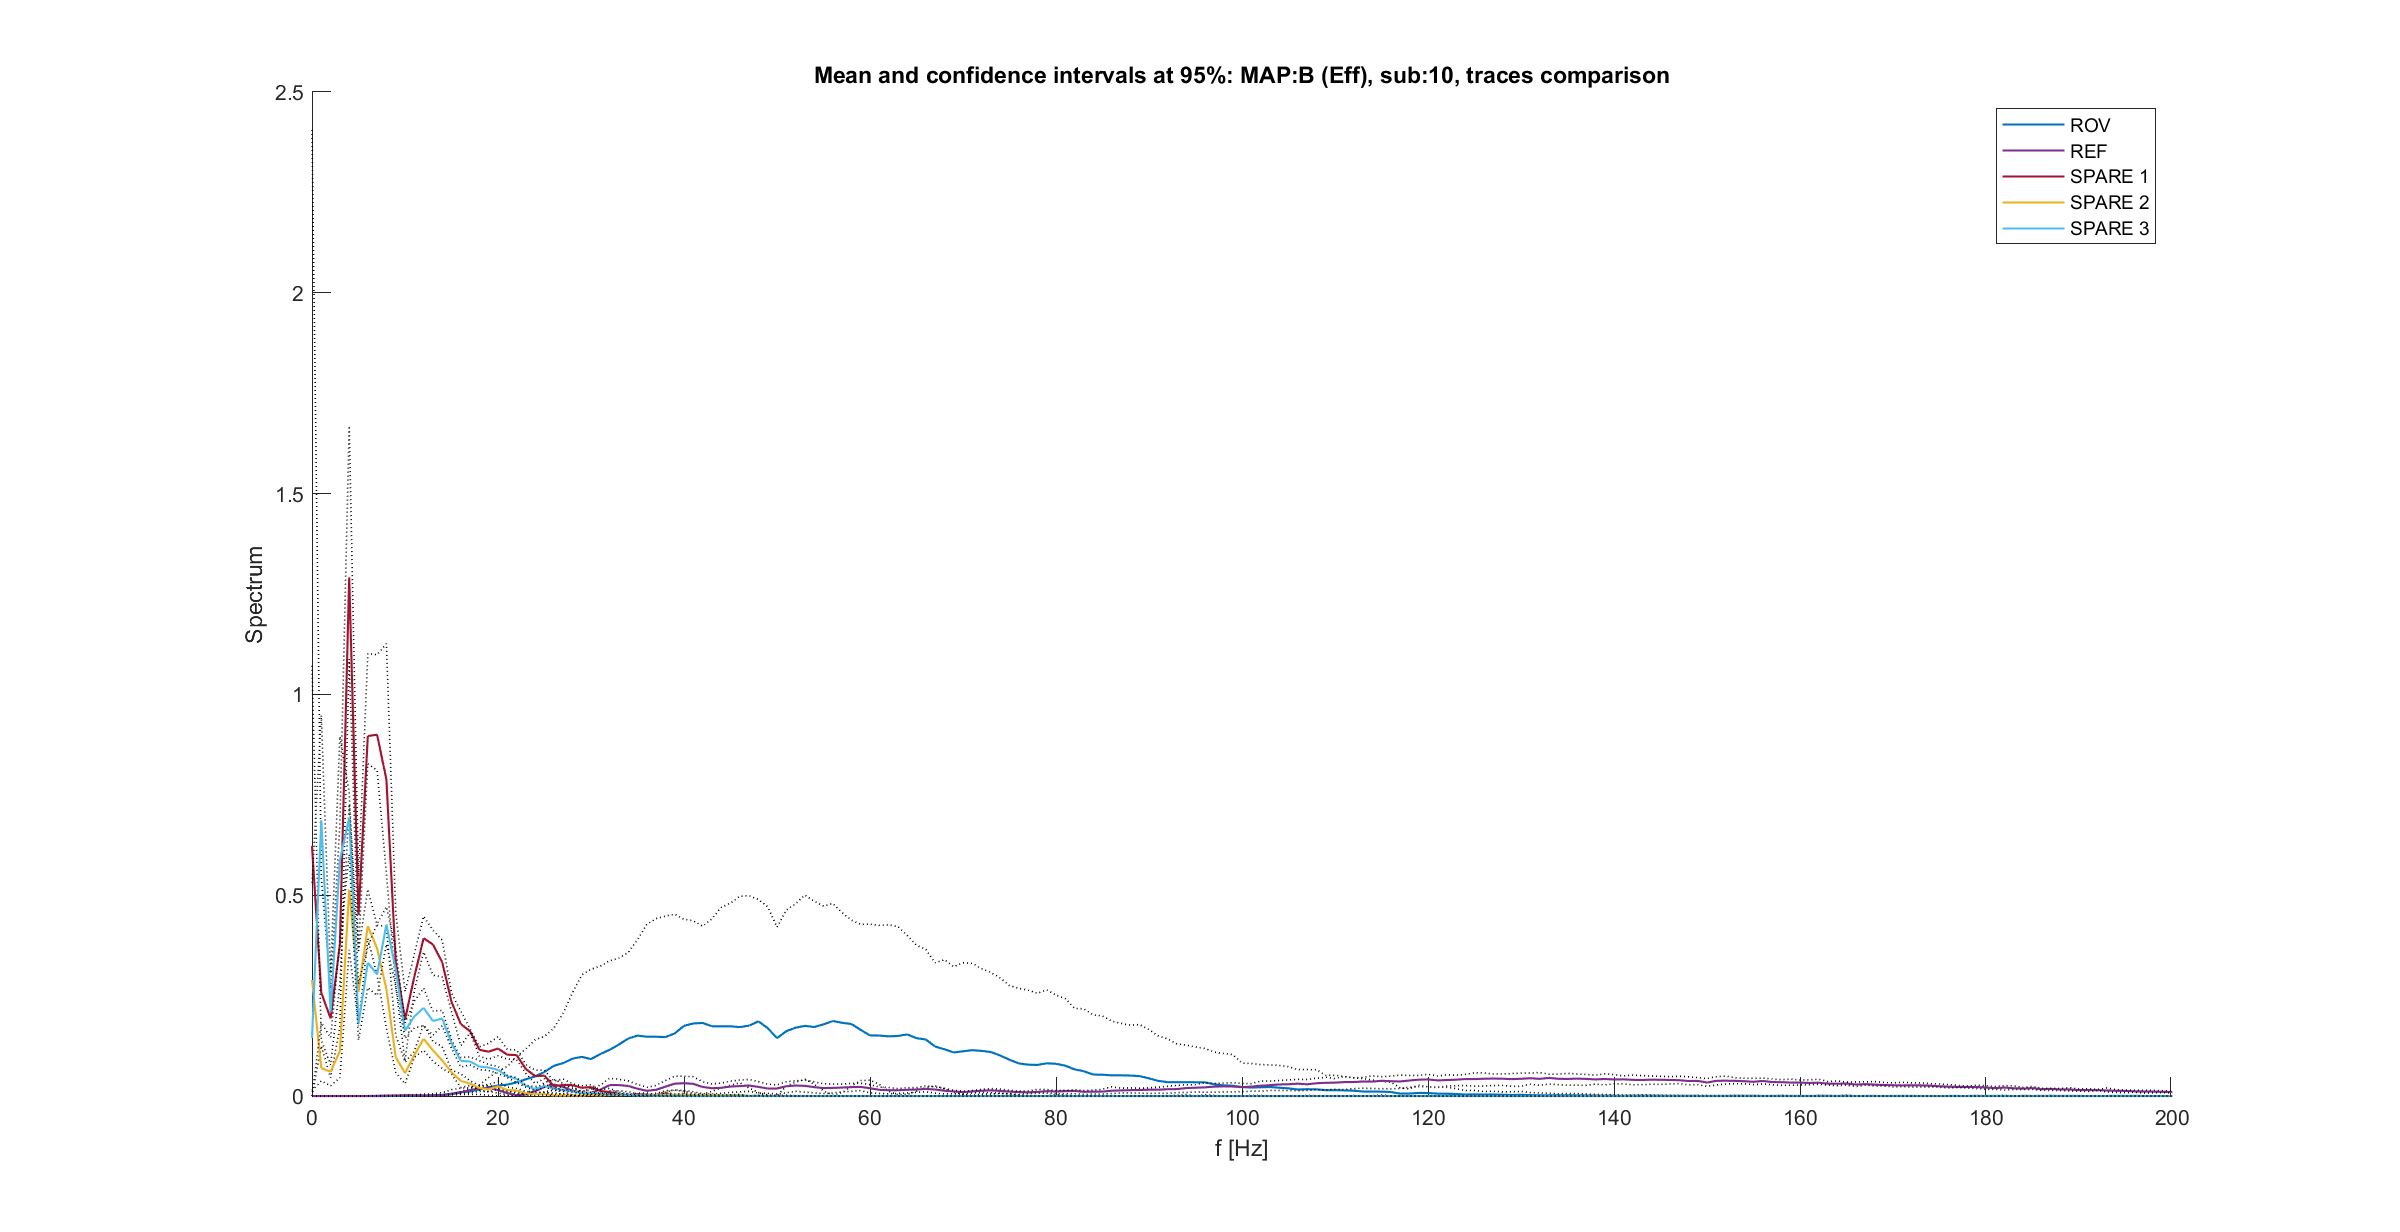 Mean and confidence intervals at 95%: MAP:B (Eff), sub:10, traces comparison
2.5
2
1.5
1
0.5
0
Spectrum
ROV
REF
SPARE 1
SPARE 2
SPARE 3
0 20 40 60 80 100 120 140 160 180 200
f [Hz]